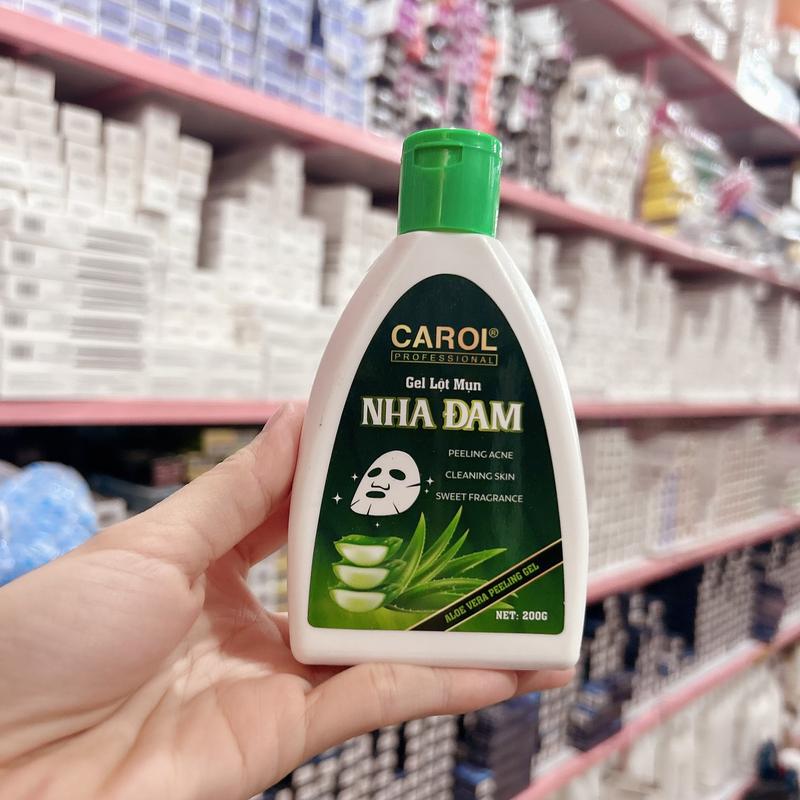 CAROL®
PROFESSIONAL
Gel Lột Mụn
NHA ĐAM
PEELING ACNE
CLEANING SKIN
SWEET FRAGRANCE
ALOE VERA PEELING GEL
NET: 200G